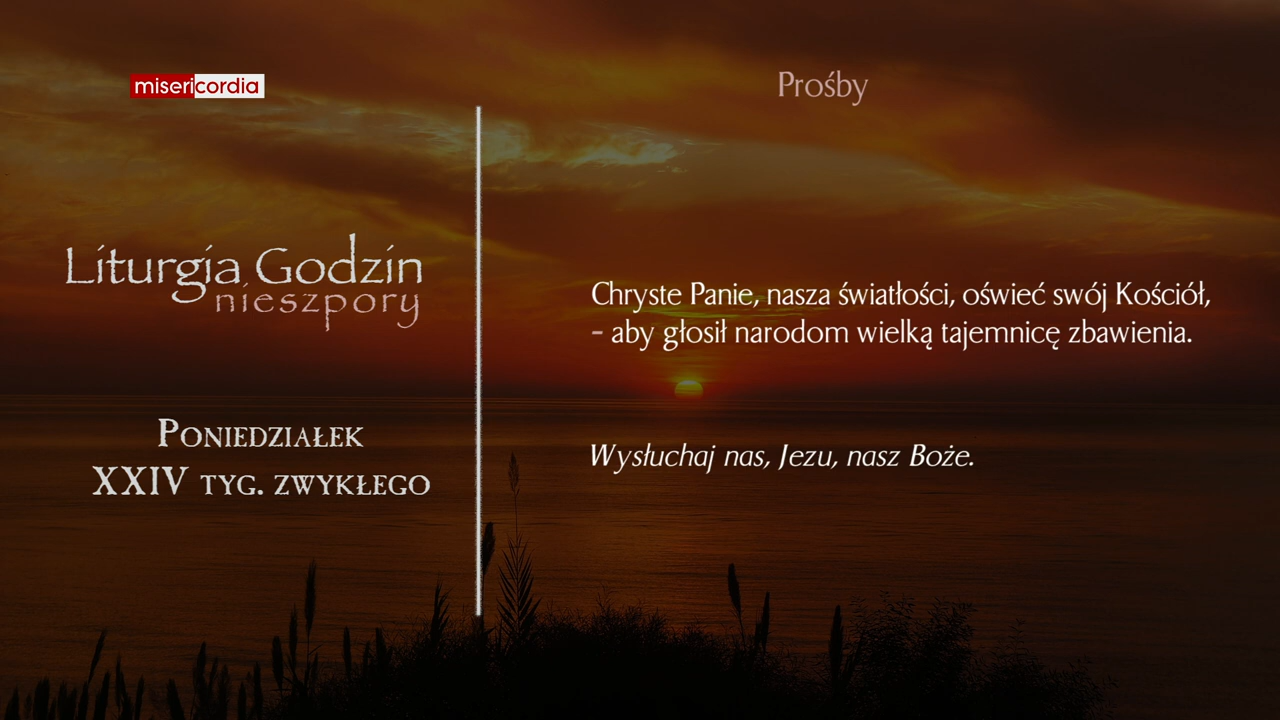 misericordia
Liturgia Godzin
nieszpory
Poniedziałek
XXIV tyg. zwykłego
Prośby
Chryste Panie, nasza światłości, oświeć swój Kościół,
- aby głosił narodom wielką tajemnicę zbawienia.
Wysłuchaj nas, Jezu, nasz Boże.